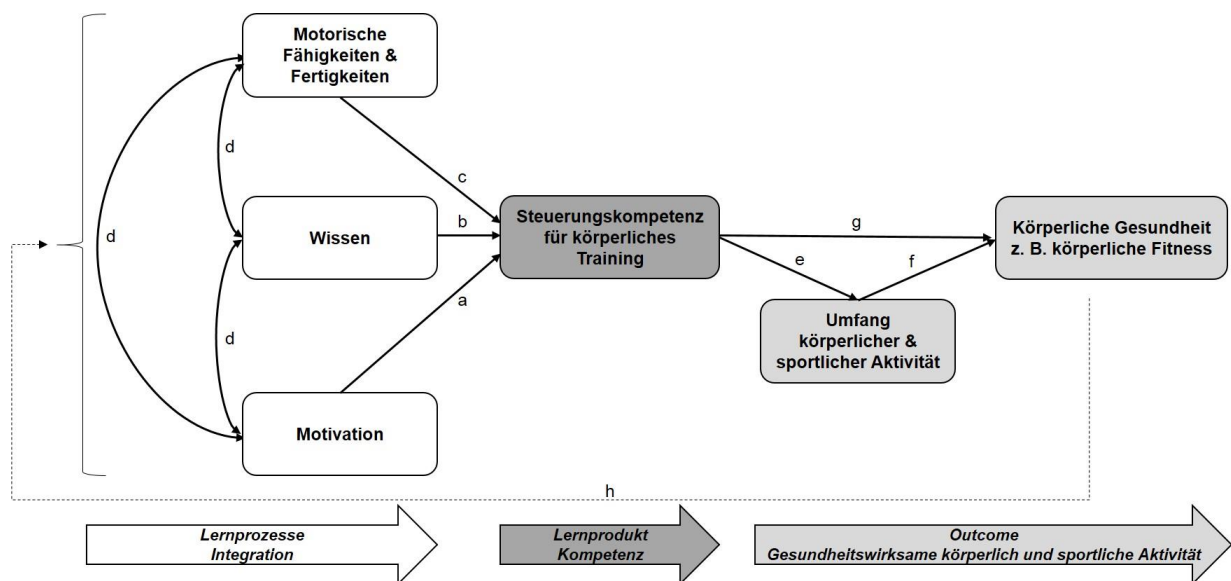 Motorische
Fähigkeiten &
Fertigkeiten
d
c
d
Wissen
b
Steuerungskompetenz
für körperliches
Training
g
Körperliche Gesundheit
z. B. körperliche Fitness
e
f
a
d
Umfang
körperlicher &
sportlicher Aktivität
Motivation
h
Lernprozesse
Integration
Lernprodukt
Kompetenz
Outcome
Gesundheitswirksame körperlich und sportliche Aktivität